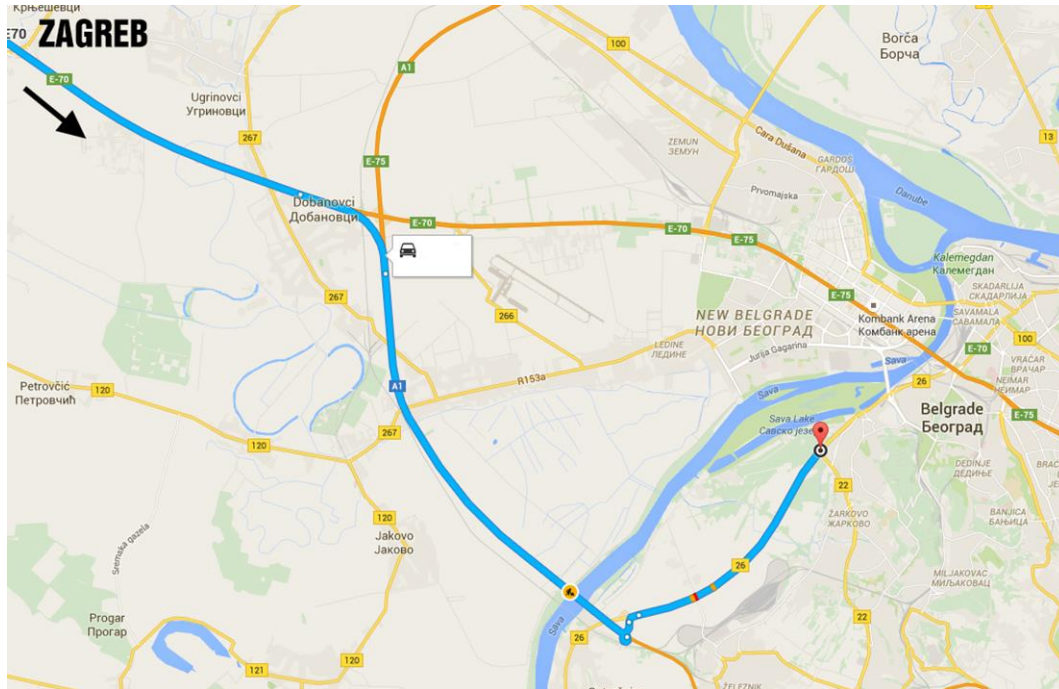 Крњешевци
E70 ZAGREB
E-70
A1
100
Borča
Борча
Ugrinovci
Угриновци
267
13
ZEMUN
ЗЕМУН
Cara Dušana
GARDOŠ
ГАРДОШ
E-75
Prvomajska
Danube
Dobanovci
Добановци
E-70
E-70
E-75
Kalemegdan
Калемегдан
SKADARLIJA
СКАДАРЛИЈА
267
266
E-75
NEW BELGRADE
НОВИ БЕОГРАД
Kombank Arena
Комбанк арена
SAVAMALA
САВАМАЛА
100
LEDINE
ЛЕДИНЕ
Jurija Gagarina
Sava
E-70
VRAČAR
ВРАЧАР
Petrovčić
Петровчић
120
A1
R153a
Sava
26
NEIMAR
НЕИМАР
Belgrade
Београд
E-75
Sava Lake
Савско језе
267
120
DEDINJE
ДЕДИЊЕ
22
120
ŽARKOVO
ЖАРКОВО
BANJICA
БАЊИЦА
Jakovo
Јаково
Sremska gazela
26
MILJAKOVAC
МИЉАКОВАЦ
Progar
Прогар
Sava
26
22
120
121
ŽELEZNIK